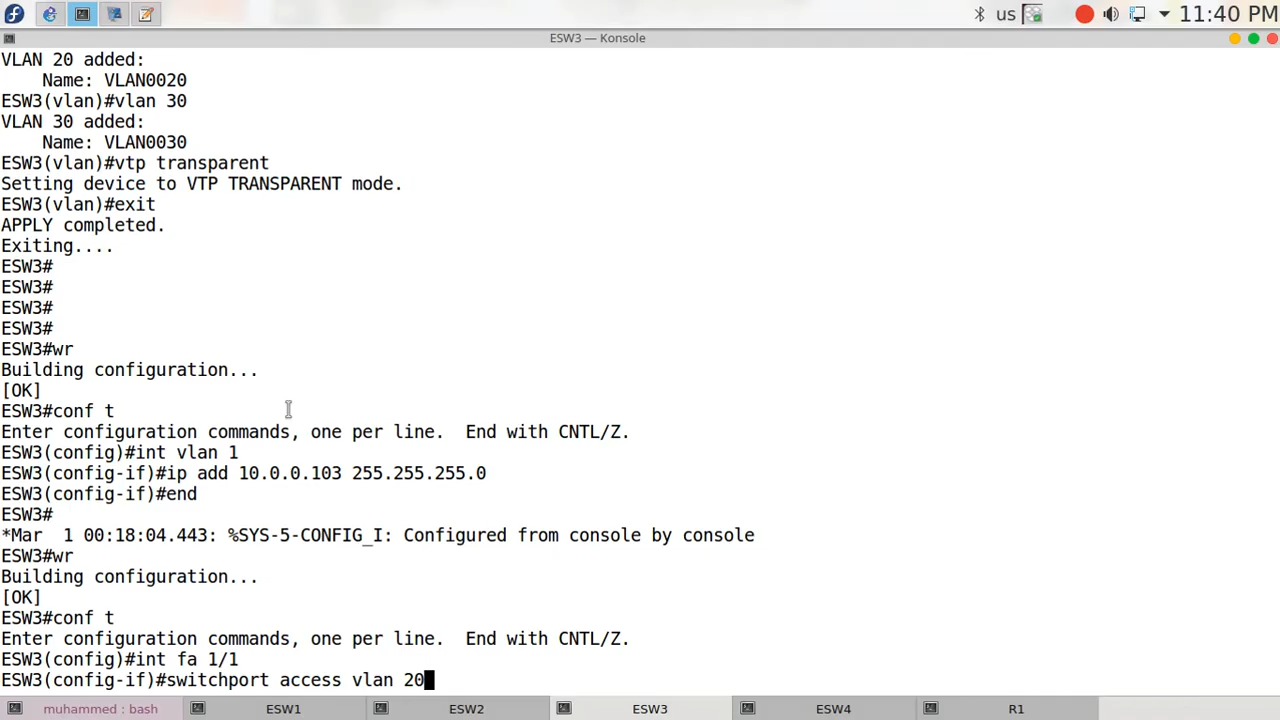 us
11:40 PM
ESW3 — Konsole
VLAN 20 added:
    Name: VLAN0020
ESW3(vlan)#vlan 30
VLAN 30 added:
    Name: VLAN0030
ESW3(vlan)#vtp transparent
Setting device to VTP TRANSPARENT mode.
ESW3(vlan)#exit
APPLY completed.
Exiting....
ESW3#
ESW3#
ESW3#
ESW3#
ESW3#wr
Building configuration...
[OK]
ESW3#conf t
Enter configuration commands, one per line.  End with CNTL/Z.
ESW3(config)#int vlan 1
ESW3(config-if)#ip add 10.0.0.103 255.255.255.0
ESW3(config-if)#end
ESW3#
*Mar  1 00:18:04.443: %SYS-5-CONFIG_I: Configured from console by console
ESW3#wr
Building configuration...
[OK]
ESW3#conf t
Enter configuration commands, one per line.  End with CNTL/Z.
ESW3(config)#int fa 1/1
ESW3(config-if)#switchport access vlan 20
muhammed : bash
ESW1
ESW2
ESW3
ESW4
R1